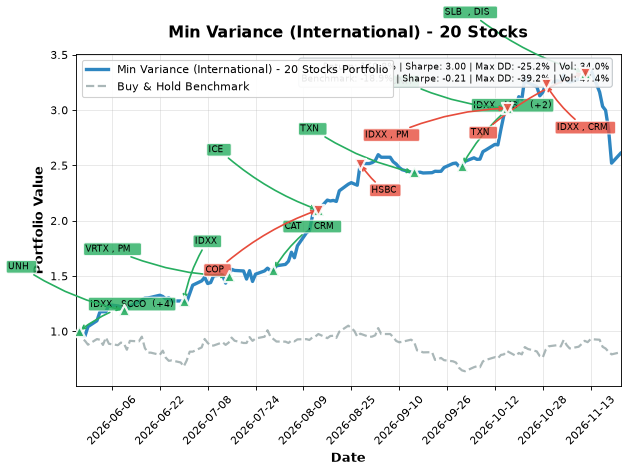 SLB , DIS
Min Variance (International) - 20 Stocks
Min Variance (International) - 20 Stocks Portfolio
Buy & Hold Benchmark
| Sharpe: 3.00 | Max DD: -25.2% | Vol: 34.0%
| Sharpe: -0.21 | Max DD: -39.2% | Vol:
3.5
3.0
2.5
2.0
1.5
1.0
Portfolio Value
IDXX (+2)
TXN
IDXX , PM
TXN
IDXX , CRM
ICE
HSBC
CAT , CRM
IDXX
VRTX , PM
COP
UNH
IDXX CCO (+4)
2026-06-06
2026-06-22
2026-07-08
2026-07-24
2026-08-09
2026-08-25
2026-09-10
2026-09-26
2026-10-12
2026-10-28
2026-11-13
Date